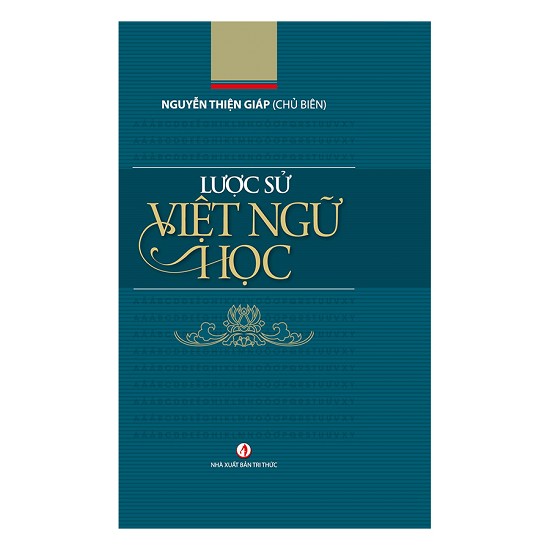 NGUYỄN THIỆN GIÁP (CHỦ BIÊN)
LƯỢC SỬ
VIỆT NGỮ
HỌC
NHÀ XUẤT BẢN TRI THỨC